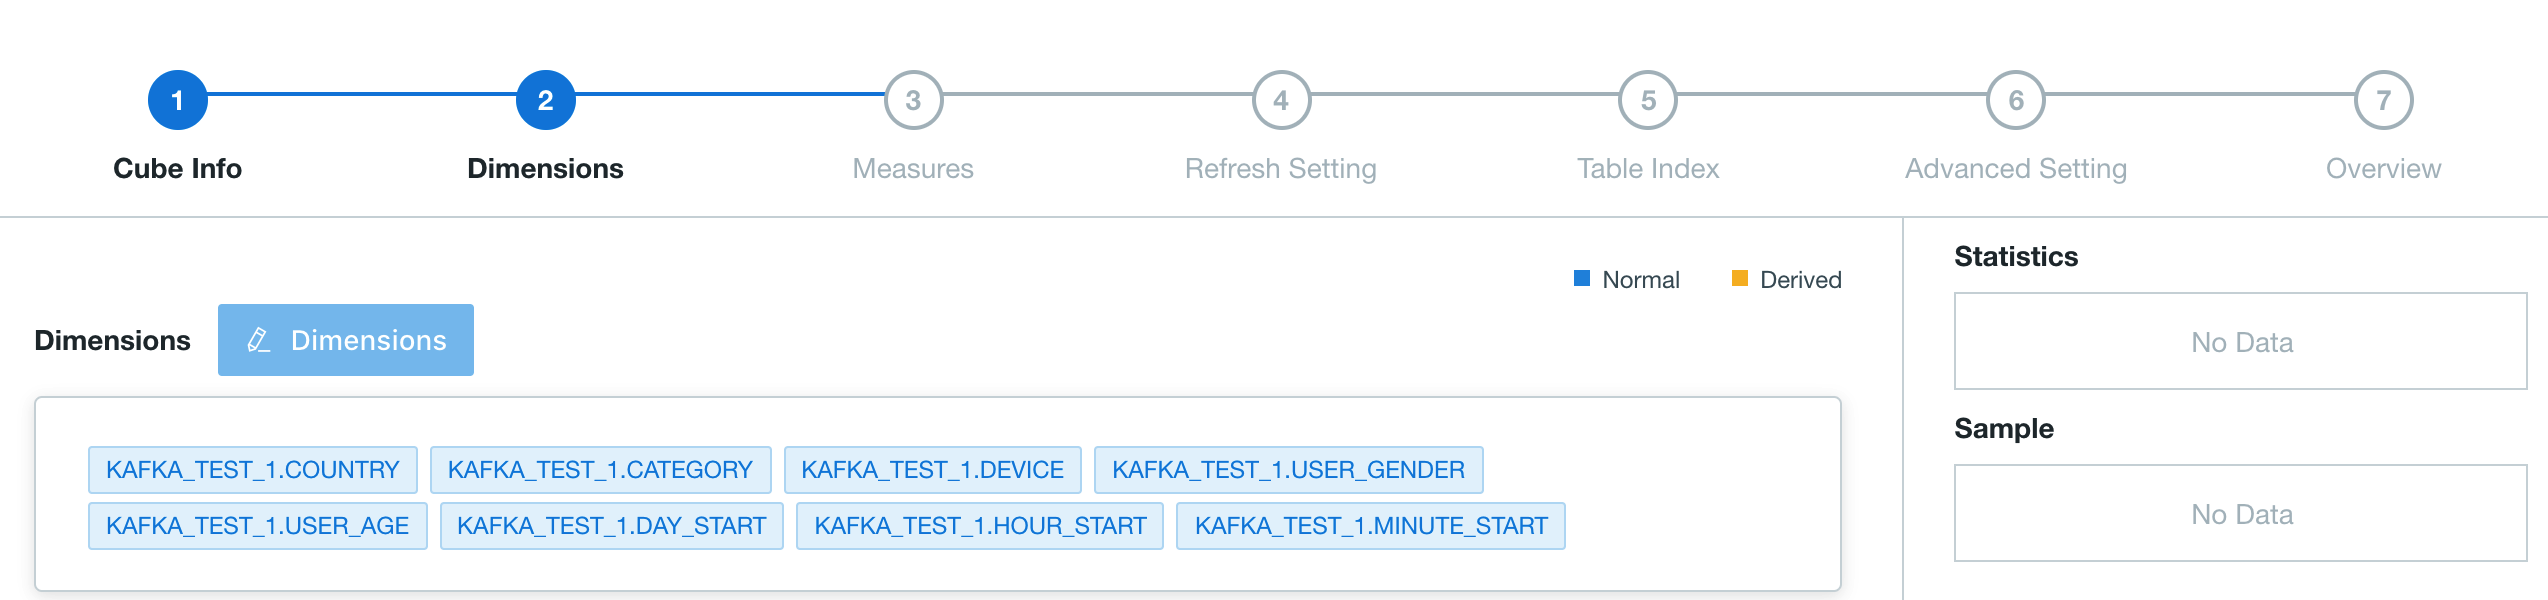 1 2 3 4 5 6 7
Cube Info Dimensions Measures Refresh Setting Table Index Advanced Setting Overview
Normal Derived
Dimensions Dimensions
KAFKA_TEST_1.COUNTRY KAFKA_TEST_1.CATEGORY KAFKA_TEST_1.DEVICE KAFKA_TEST_1.USER_GENDER
KAFKA_TEST_1.USER_AGE KAFKA_TEST_1.DAY_START KAFKA_TEST_1.HOUR_START KAFKA_TEST_1.MINUTE_START
Statistics
No Data
Sample
No Data